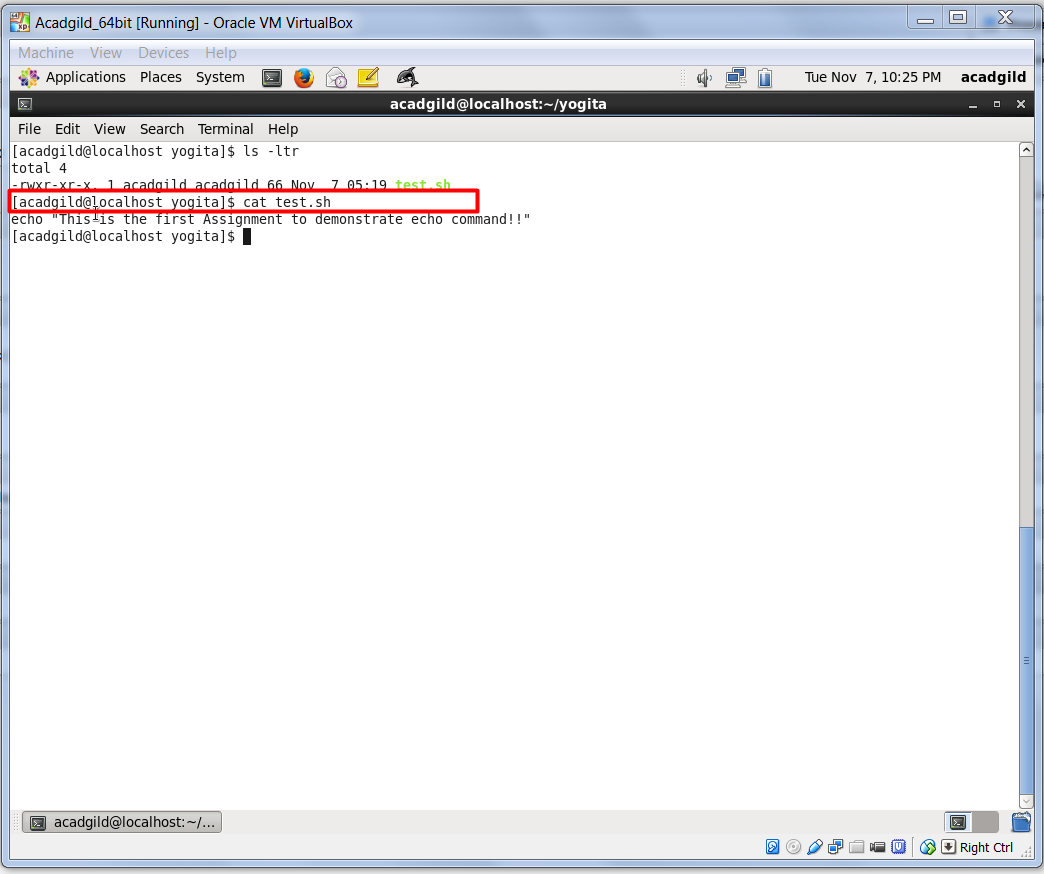 Acadgild_64bit [Running] - Oracle VM VirtualBox
Machine View Devices Help
Applications Places System Tue Nov 7, 10:25 PM acadgild
acadgild@localhost:~/yogita
File Edit View Search Terminal Help
[acadgild@localhost yogita]$ ls -ltr
total 4
-rwxr-xr-x. 1 acadgild acadgild 66 Nov  7 05:19 test.sh
[acadgild@localhost yogita]$ cat test.sh
echo "This is the first Assignment to demonstrate echo command!!"
[acadgild@localhost yogita]$
acadgild@localhost:~/...
Right Ctrl